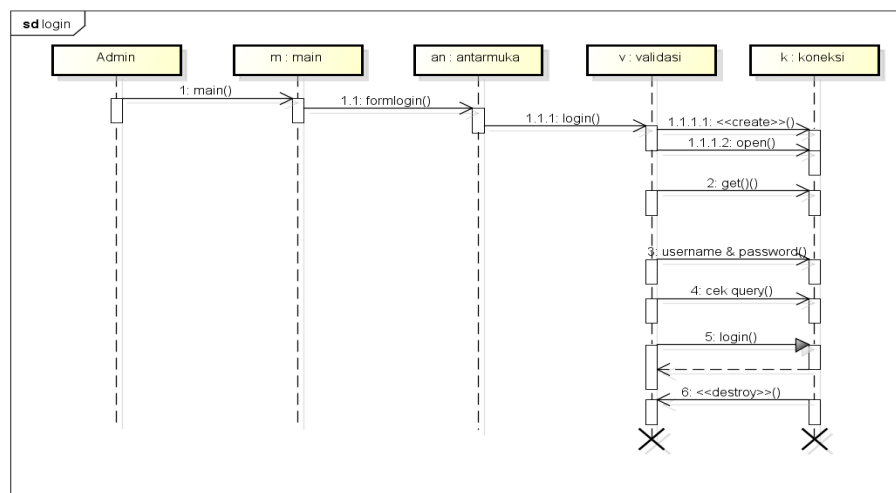 sd login
Admin
m : main
an : antarmuka
v : validasi
k : koneksi
1: main()
1.1: formlogin()
1.1.1: login()
1.1.1.1: <<create>>()
1.1.1.2: open()
2: get()()
3: username & password()
4: cek query()
5: login()
6: <<destroy>>()